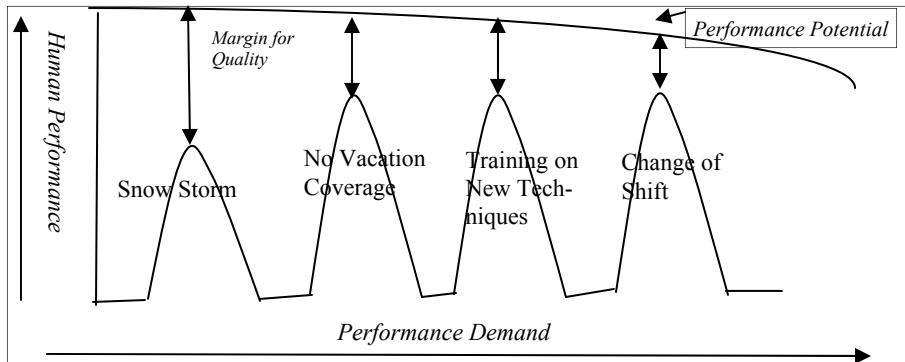 Performance Potential
Margin for
Quality
Human Performance
Snow Storm
No Vacation
Coverage
Training on
New Tech-
niques
Change of
Shift
Performance Demand